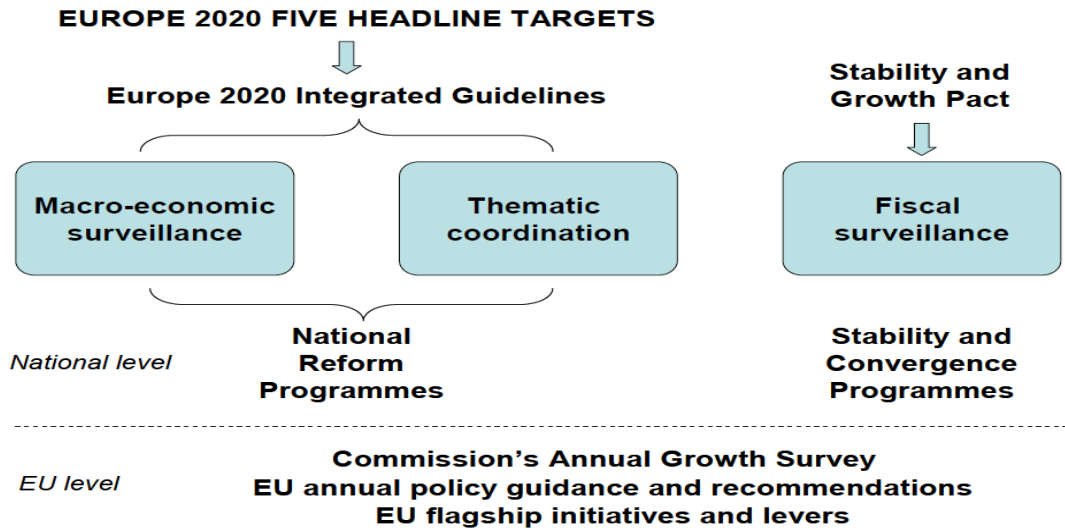 EUROPE 2020 FIVE HEADLINE TARGETS
Europe 2020 Integrated Guidelines
Stability and
Growth Pact
Macro-economic
surveillance
Thematic
coordination
Fiscal
surveillance
National level
National
Reform
Programmes
Stability and
Convergence
Programmes
EU level
Commission’s Annual Growth Survey
EU annual policy guidance and recommendations
EU flagship initiatives and levers